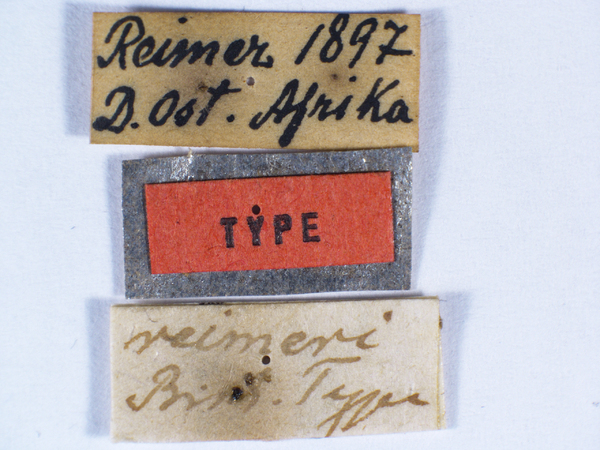 Reimer 1897
D. Ost. Afrika
TYPE
reimeri
Type